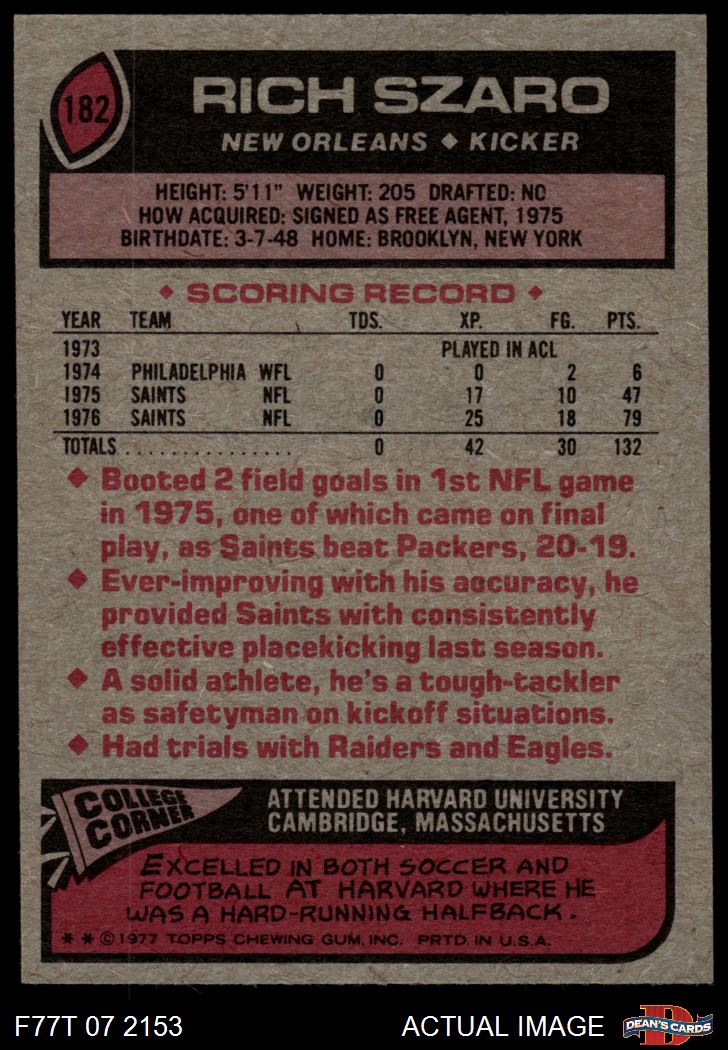 182
RICH SZARO
NEW ORLEANS ◆ KICKER
HEIGHT: 5'11" WEIGHT: 205 DRAFTED: NO
HOW ACQUIRED: SIGNED AS FREE AGENT, 1975
BIRTHDATE: 3-7-48 HOME: BROOKLYN, NEW YORK
◆ SCORING RECORD ◆
YEAR TEAM TDS. XP. FG. PTS.
1973 PLAYED IN ACL
1974 PHILADELPHIA WFL 0 0 2 6
1975 SAINTS NFL 0 17 10 47
1976 SAINTS NFL 0 25 18 79
TOTALS............... 0 42 30 132
◆ Booted 2 field goals in 1st NFL game
in 1975, one of which came on final
play, as Saints beat Packers, 20-19.
◆ Ever-improving with his accuracy, he
provided Saints with consistently
effective placekicking last season.
◆ A solid athlete, he's a tough-tackler
as safetyman on kickoff situations.
◆ Had trials with Raiders and Eagles.
COLLEGE
CORNER
ATTENDED HARVARD UNIVERSITY
CAMBRIDGE, MASSACHUSETTS
EXCELLED IN BOTH SOCCER AND
FOOTBALL AT HARVARD WHERE HE
WAS A HARD-RUNNING HALFBACK.
* * © 1977 TOPPS CHEWING GUM, INC. PRTD. IN U.S.A.
F77T 07 2153 ACTUAL IMAGE
D
DEAN'S CARDS